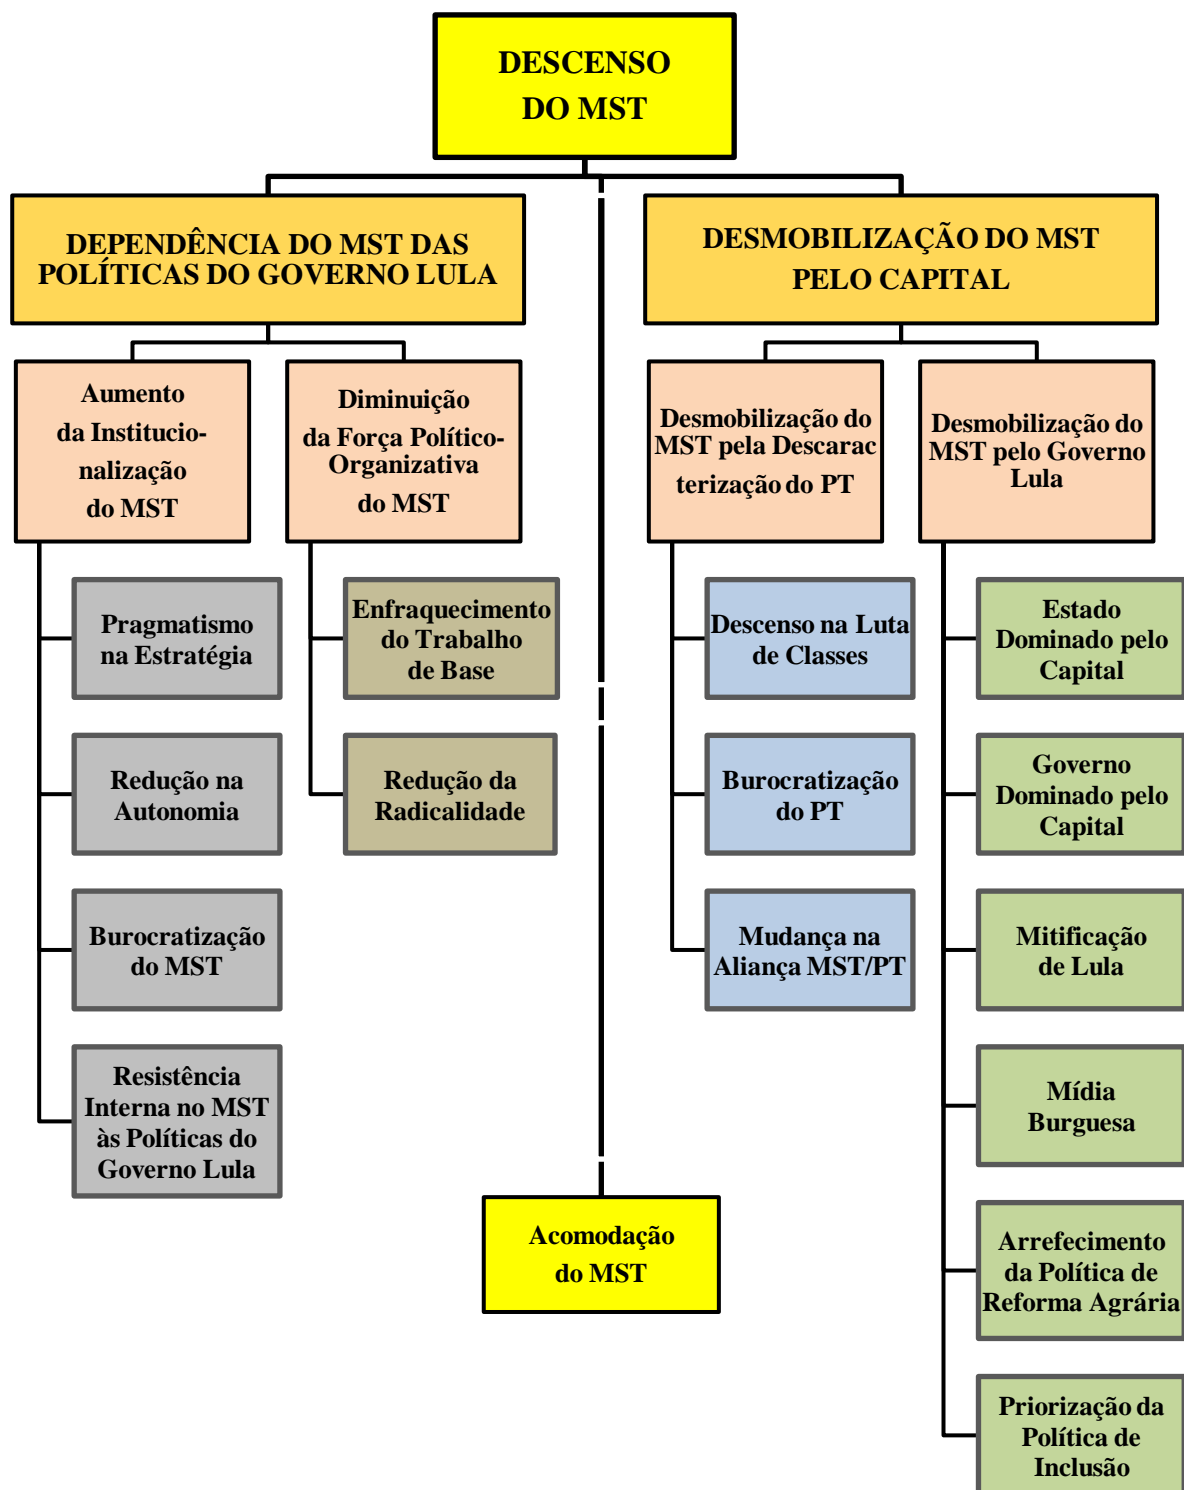 DESCENSO
DO MST
DEPENDÊNCIA DO MST DAS
POLÍTICAS DO GOVERNO LULA
DESMOBILIZAÇÃO DO MST
PELO CAPITAL
Aumento
da Institucio-
nalização
do MST
Diminuição
da Força Político-
Organizativa
do MST
Desmobilização do
MST pela Descarac
terização do PT
Desmobilização do
MST pelo Governo
Lula
Pragmatismo
na Estratégia
Redução na
Autonomia
Burocratização
do MST
Resistência
Interna no MST
às Políticas do
Governo Lula
Enfraquecimento
do Trabalho
de Base
Redução da
Radicalidade
Descenso na Luta
de Classes
Burocratização
do PT
Mudança na
Aliança MST/PT
Estado
Dominado pelo
Capital
Governo
Dominado pelo
Capital
Mitificação
de Lula
Mídia
Burguesa
Arrefecimento
da Política de
Reforma Agrária
Priorização da
Política de
Inclusão
Acomodação
do MST